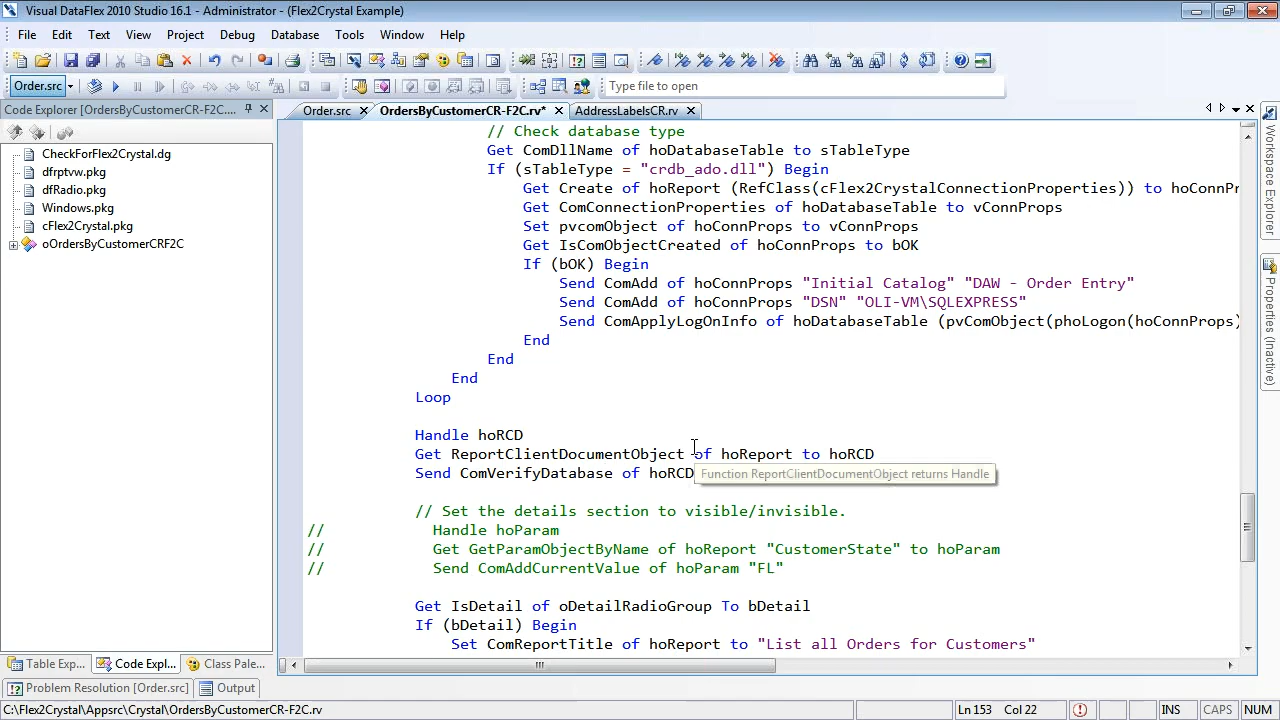 Visual DataFlex 2010 Studio 16.1 - Administrator - (Flex2Crystal Example)
File Edit Text View Project Debug Database Tools Window Help
Order.src Type file to open
Code Explorer [OrdersByCustomerCR-F2C....
Order.src OrdersByCustomerCR-F2C.rv* AddressLabelsCR.rv
CheckForFlex2Crystal.dg
dfrptvw.pkg
dfRadio.pkg
Windows.pkg
cFlex2Crystal.pkg
oOrdersByCustomerCRF2C
// Check database type
Get ComDllName of hoDatabaseTable to sTableType
If (sTableType = "crdb_ado.dll") Begin
Get Create of hoReport (RefClass(cFlex2CrystalConnectionProperties)) to hoConnPr
Get ComConnectionProperties of hoDatabaseTable to vConnProps
Set pvcomObject of hoConnProps to vConnProps
Get IsComObjectCreated of hoConnProps to bOK
If (bOK) Begin
Send ComAdd of hoConnProps "Initial Catalog" "DAW - Order Entry"
Send ComAdd of hoConnProps "DSN" "OLI-VM\SQLEXPRESS"
Send ComApplyLogOnInfo of hoDatabaseTable (pvComObject(phoLogon(hoConnProps)
End
End
End
Loop
Handle hoRCD
Get ReportClientDocumentObject of hoReport to hoRCD
Send ComVerifyDatabase of hoRCD
Function ReportClientDocumentObject returns Handle
// Set the details section to visible/invisible.
// Handle hoParam
// Get GetParamObjectByName of hoReport "CustomerState" to hoParam
// Send ComAddCurrentValue of hoParam "FL"
Get IsDetail of oDetailRadioGroup To bDetail
If (bDetail) Begin
Set ComReportTitle of hoReport to "List all Orders for Customers"
Workspace Explorer
Properties (Inactive)
Table Exp... Code Expl... Class Pale...
Problem Resolution [Order.src] Output
C:\Flex2Crystal\Appsrc\Crystal\OrdersByCustomerCR-F2C.rv Ln 153 Col 22 INS CAPS NUM